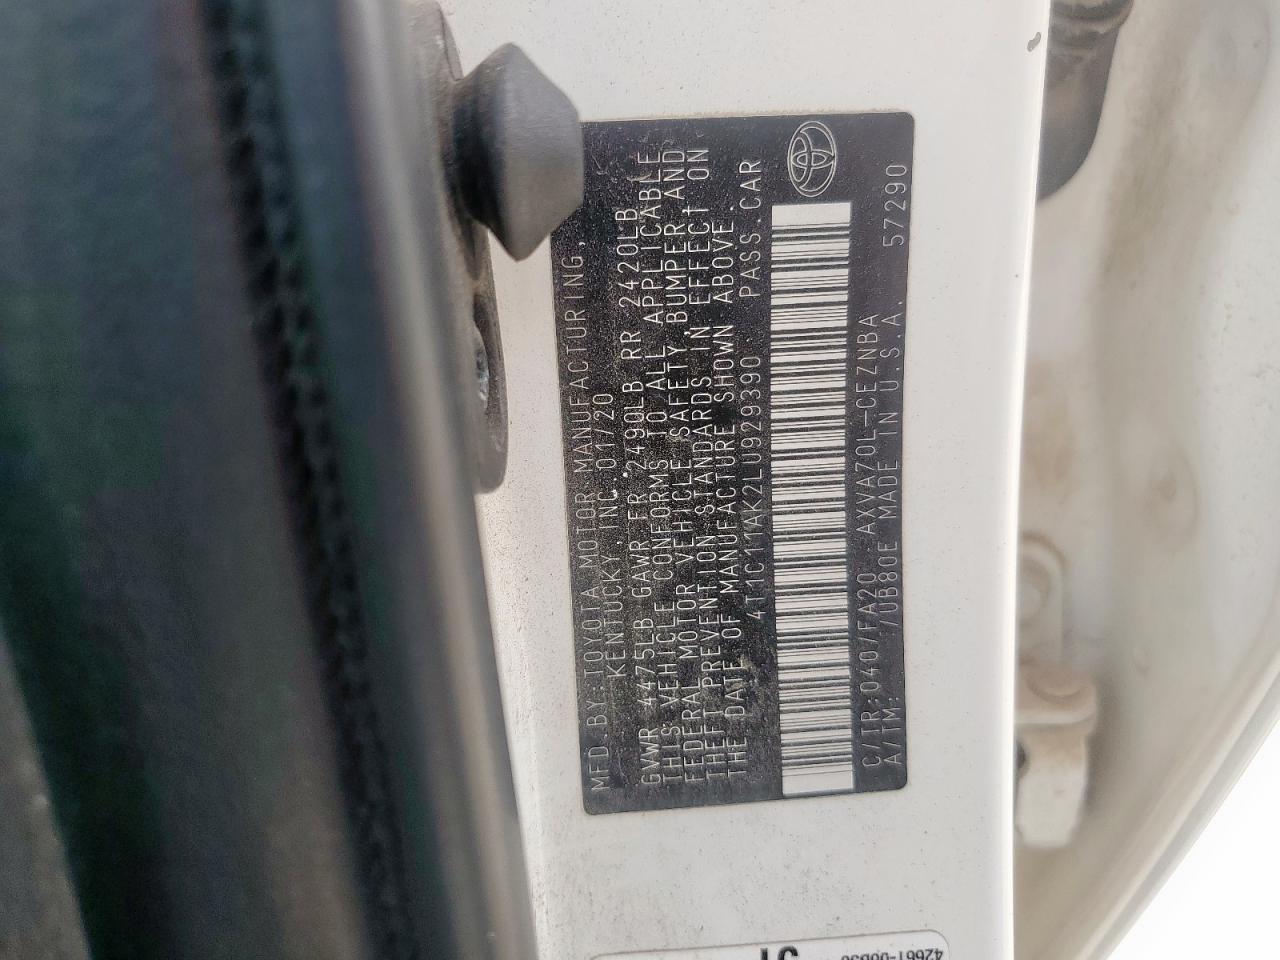 MFD BY:TOYOTA MOTOR MANUFACTURING,
KENTUCKY, INC. 01/20
GVWR 4475LB GAWR FR 2490LB RR 2420LB
THIS VEHICLE CONFORMS TO ALL APPLICABLE
FEDERAL MOTOR VEHICLE SAFETY,BUMPER,AND
THEFT PREVENTION STANDARDS IN EFFECT ON
THE DATE OF MANUFACTURE SHOWN ABOVE.
4T1C11AK2LU929390 PASS.CAR
C/TR:040/FA20 AXVA70L-CEZNBA
A/TM: /UB80E MADE IN U.S.A. 57290